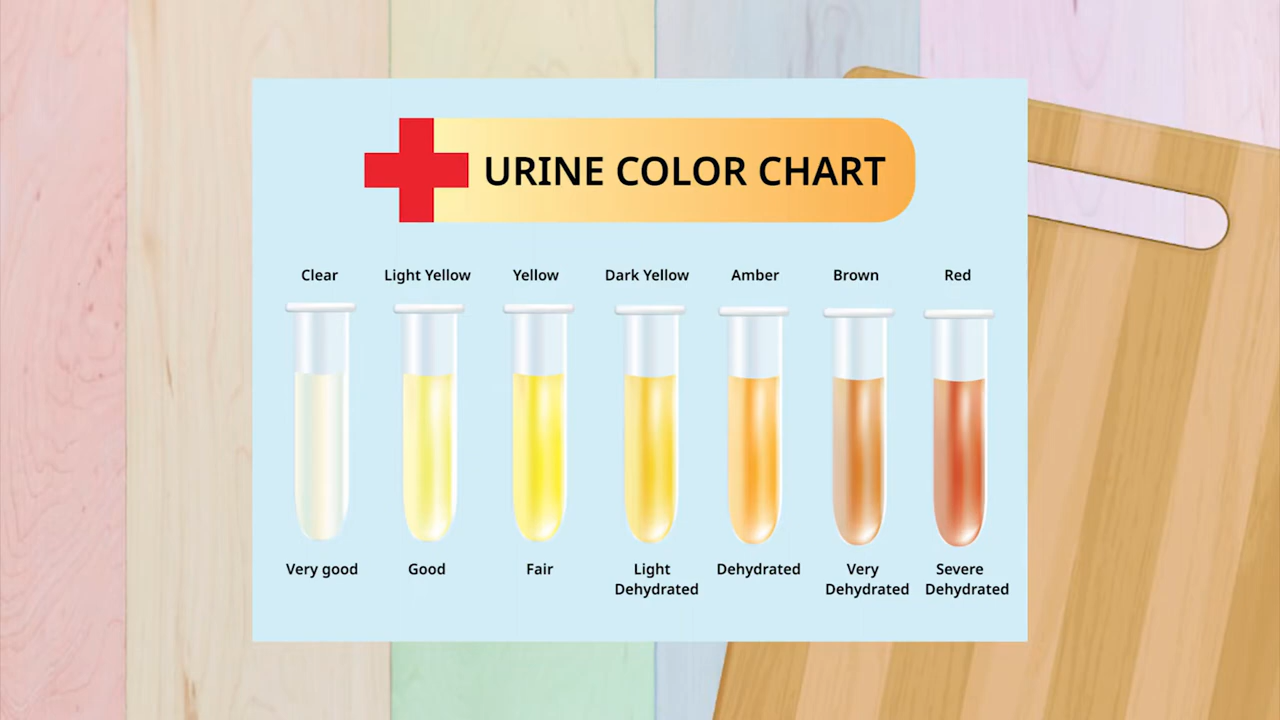 URINE COLOR CHART
Clear Light Yellow Yellow Dark Yellow Amber Brown Red
Very good Good Fair Light Dehydrated Very Severe
Dehydrated Dehydrated Dehydrated